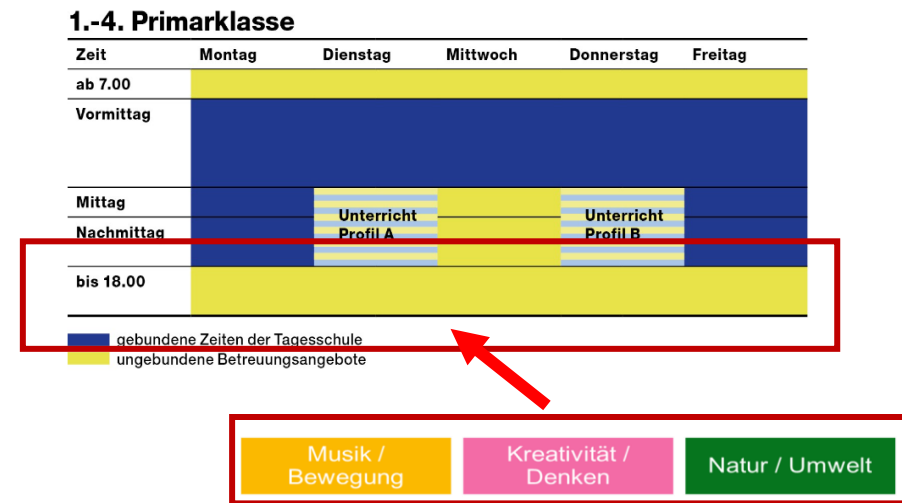 1.-4. Primarklasse
Zeit Montag Dienstag Mittwoch Donnerstag Freitag
ab 7.00
Vormittag
Mittag
Unterricht Unterricht
Nachmittag Profil A Profil B
bis 18.00
gebundene Zeiten der Tagesschule
ungebundene Betreuungsangebote
Musik /
Bewegung
Kreativität /
Denken
Natur / Umwelt